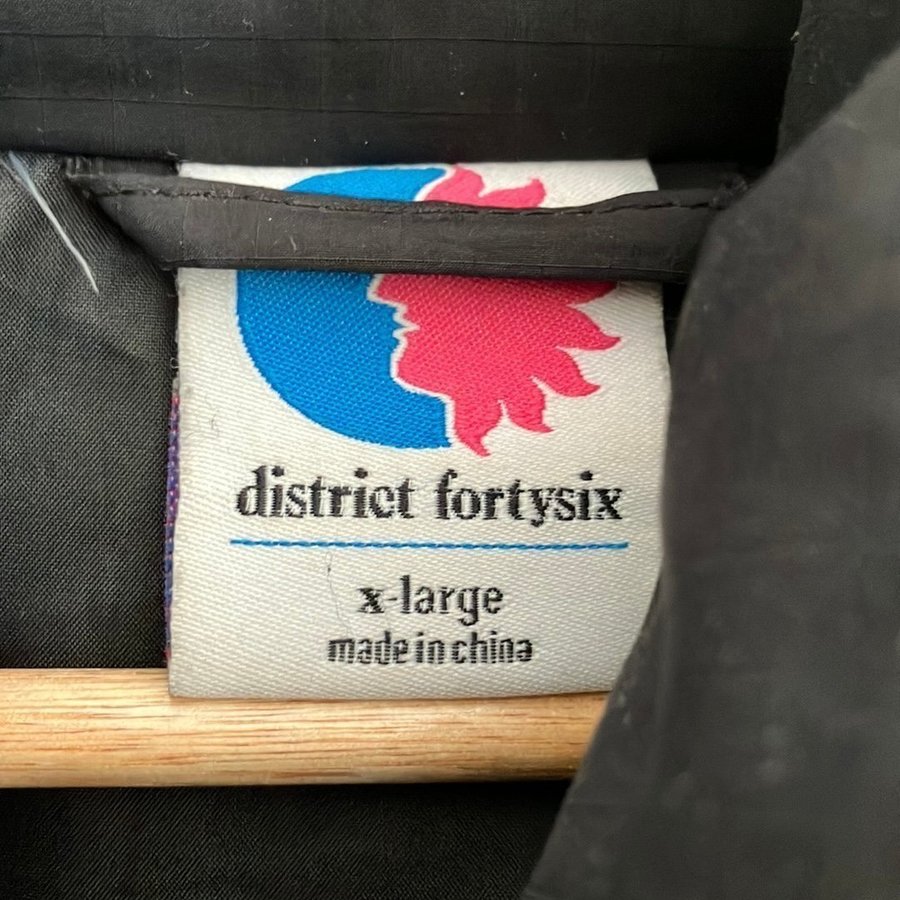 district fortysix
x-large
made in china